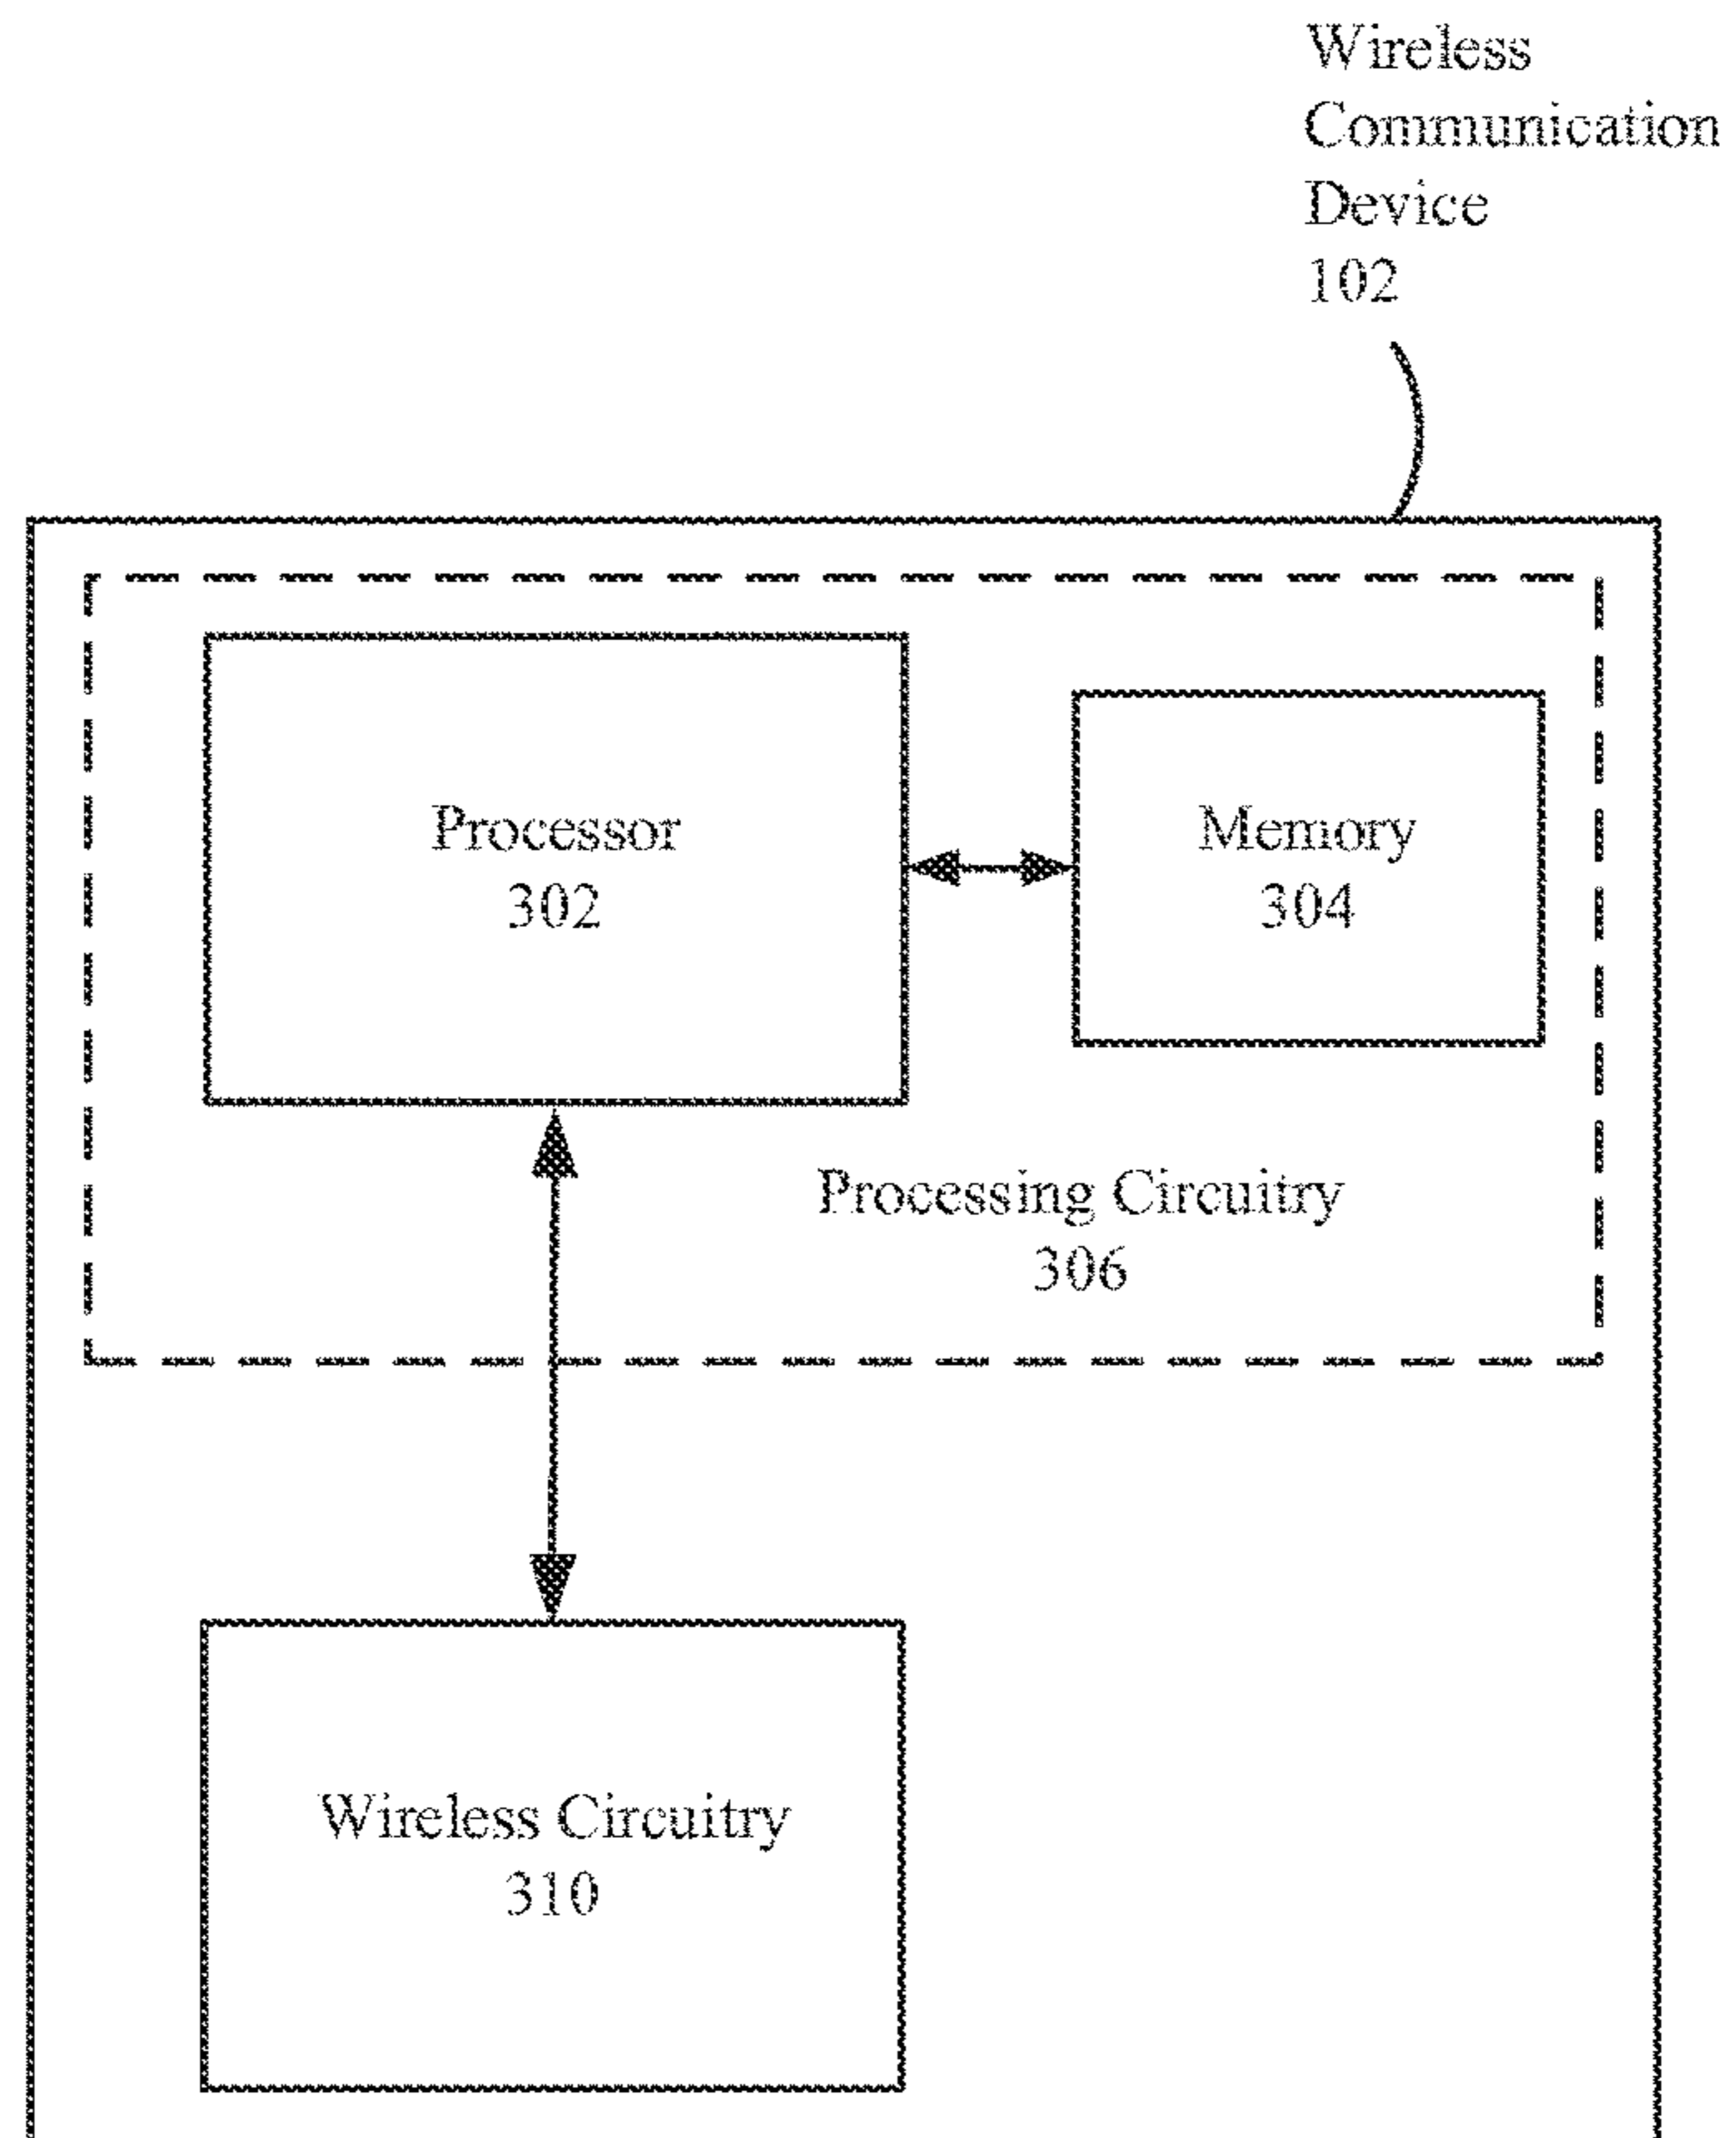 Wireless
Communication
Device
102
Processor
302
Memory
304
Processing Circuitry
306
Wireless Circuitry
310